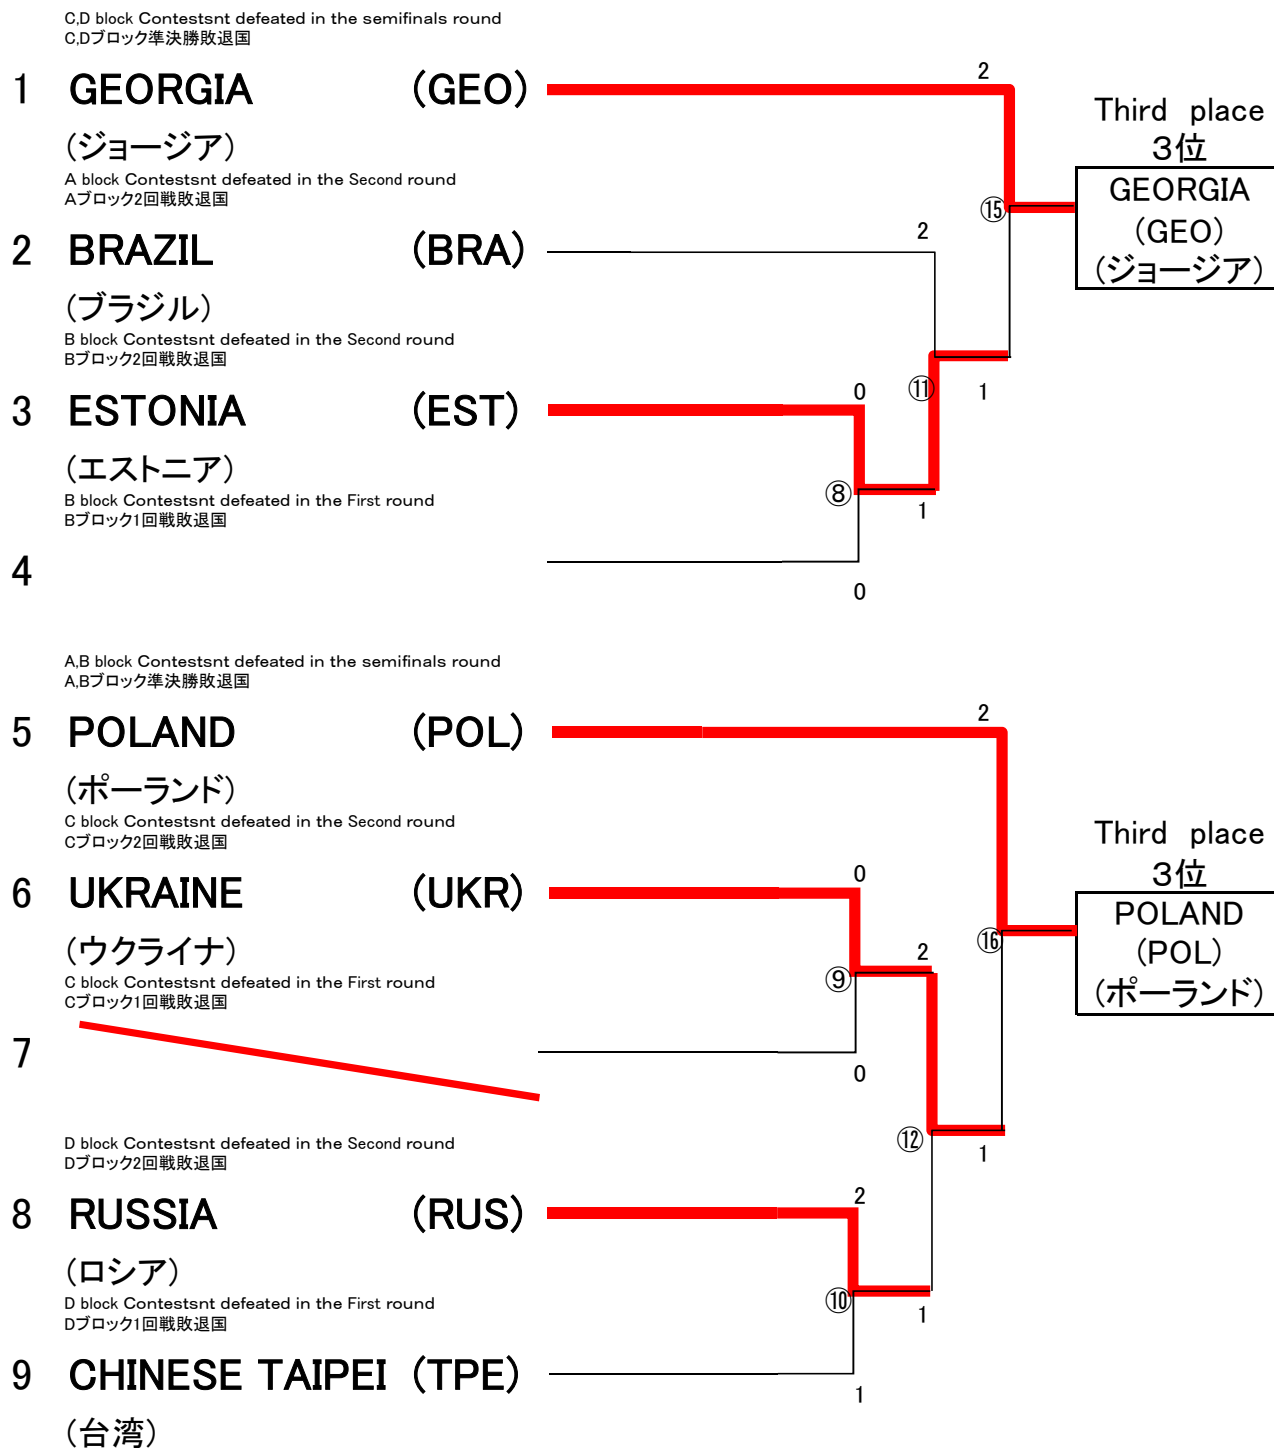 C,D block Contestsnt defeated in the semifinals round
C,Dブロック準決勝敗退国
1 GEORGIA (GEO)
2
Third place
3位
(ジョージア)
A block Contestsnt defeated in the Second round
Aブロック2回戦敗退国
GEORGIA
(GEO)
(ジョージア)
⑮
2 BRAZIL (BRA)
2
(ブラジル)
B block Contestsnt defeated in the Second round
Bブロック2回戦敗退国
3 ESTONIA (EST)
0
⑪
1
(エストニア)
B block Contestsnt defeated in the First round
Bブロック1回戦敗退国
⑧
1
4
0
A,B block Contestsnt defeated in the semifinals round
A,Bブロック準決勝敗退国
5 POLAND (POL)
2
(ポーランド)
C block Contestsnt defeated in the Second round
Cブロック2回戦敗退国
Third place
3位
6 UKRAINE (UKR)
0
POLAND
(POL)
(ポーランド)
⑯
(ウクライナ)
C block Contestsnt defeated in the First round
Cブロック1回戦敗退国
⑨
2
7
0
D block Contestsnt defeated in the Second round
Dブロック2回戦敗退国
⑫
1
8 RUSSIA (RUS)
2
(ロシア)
D block Contestsnt defeated in the First round
Dブロック1回戦敗退国
⑩
1
9 CHINESE TAIPEI (TPE)
1
(台湾)